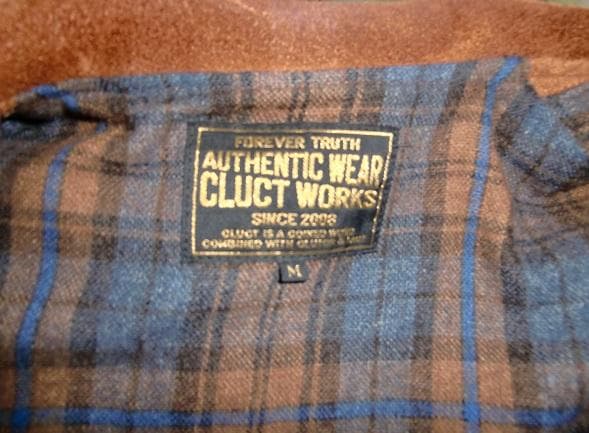 FOREVER TRUTH
AUTHENTIC WEAR
CLUCT WORKS
SINCE 2008
CLUCT IS A COINED WORD
COMBINED WITH
M